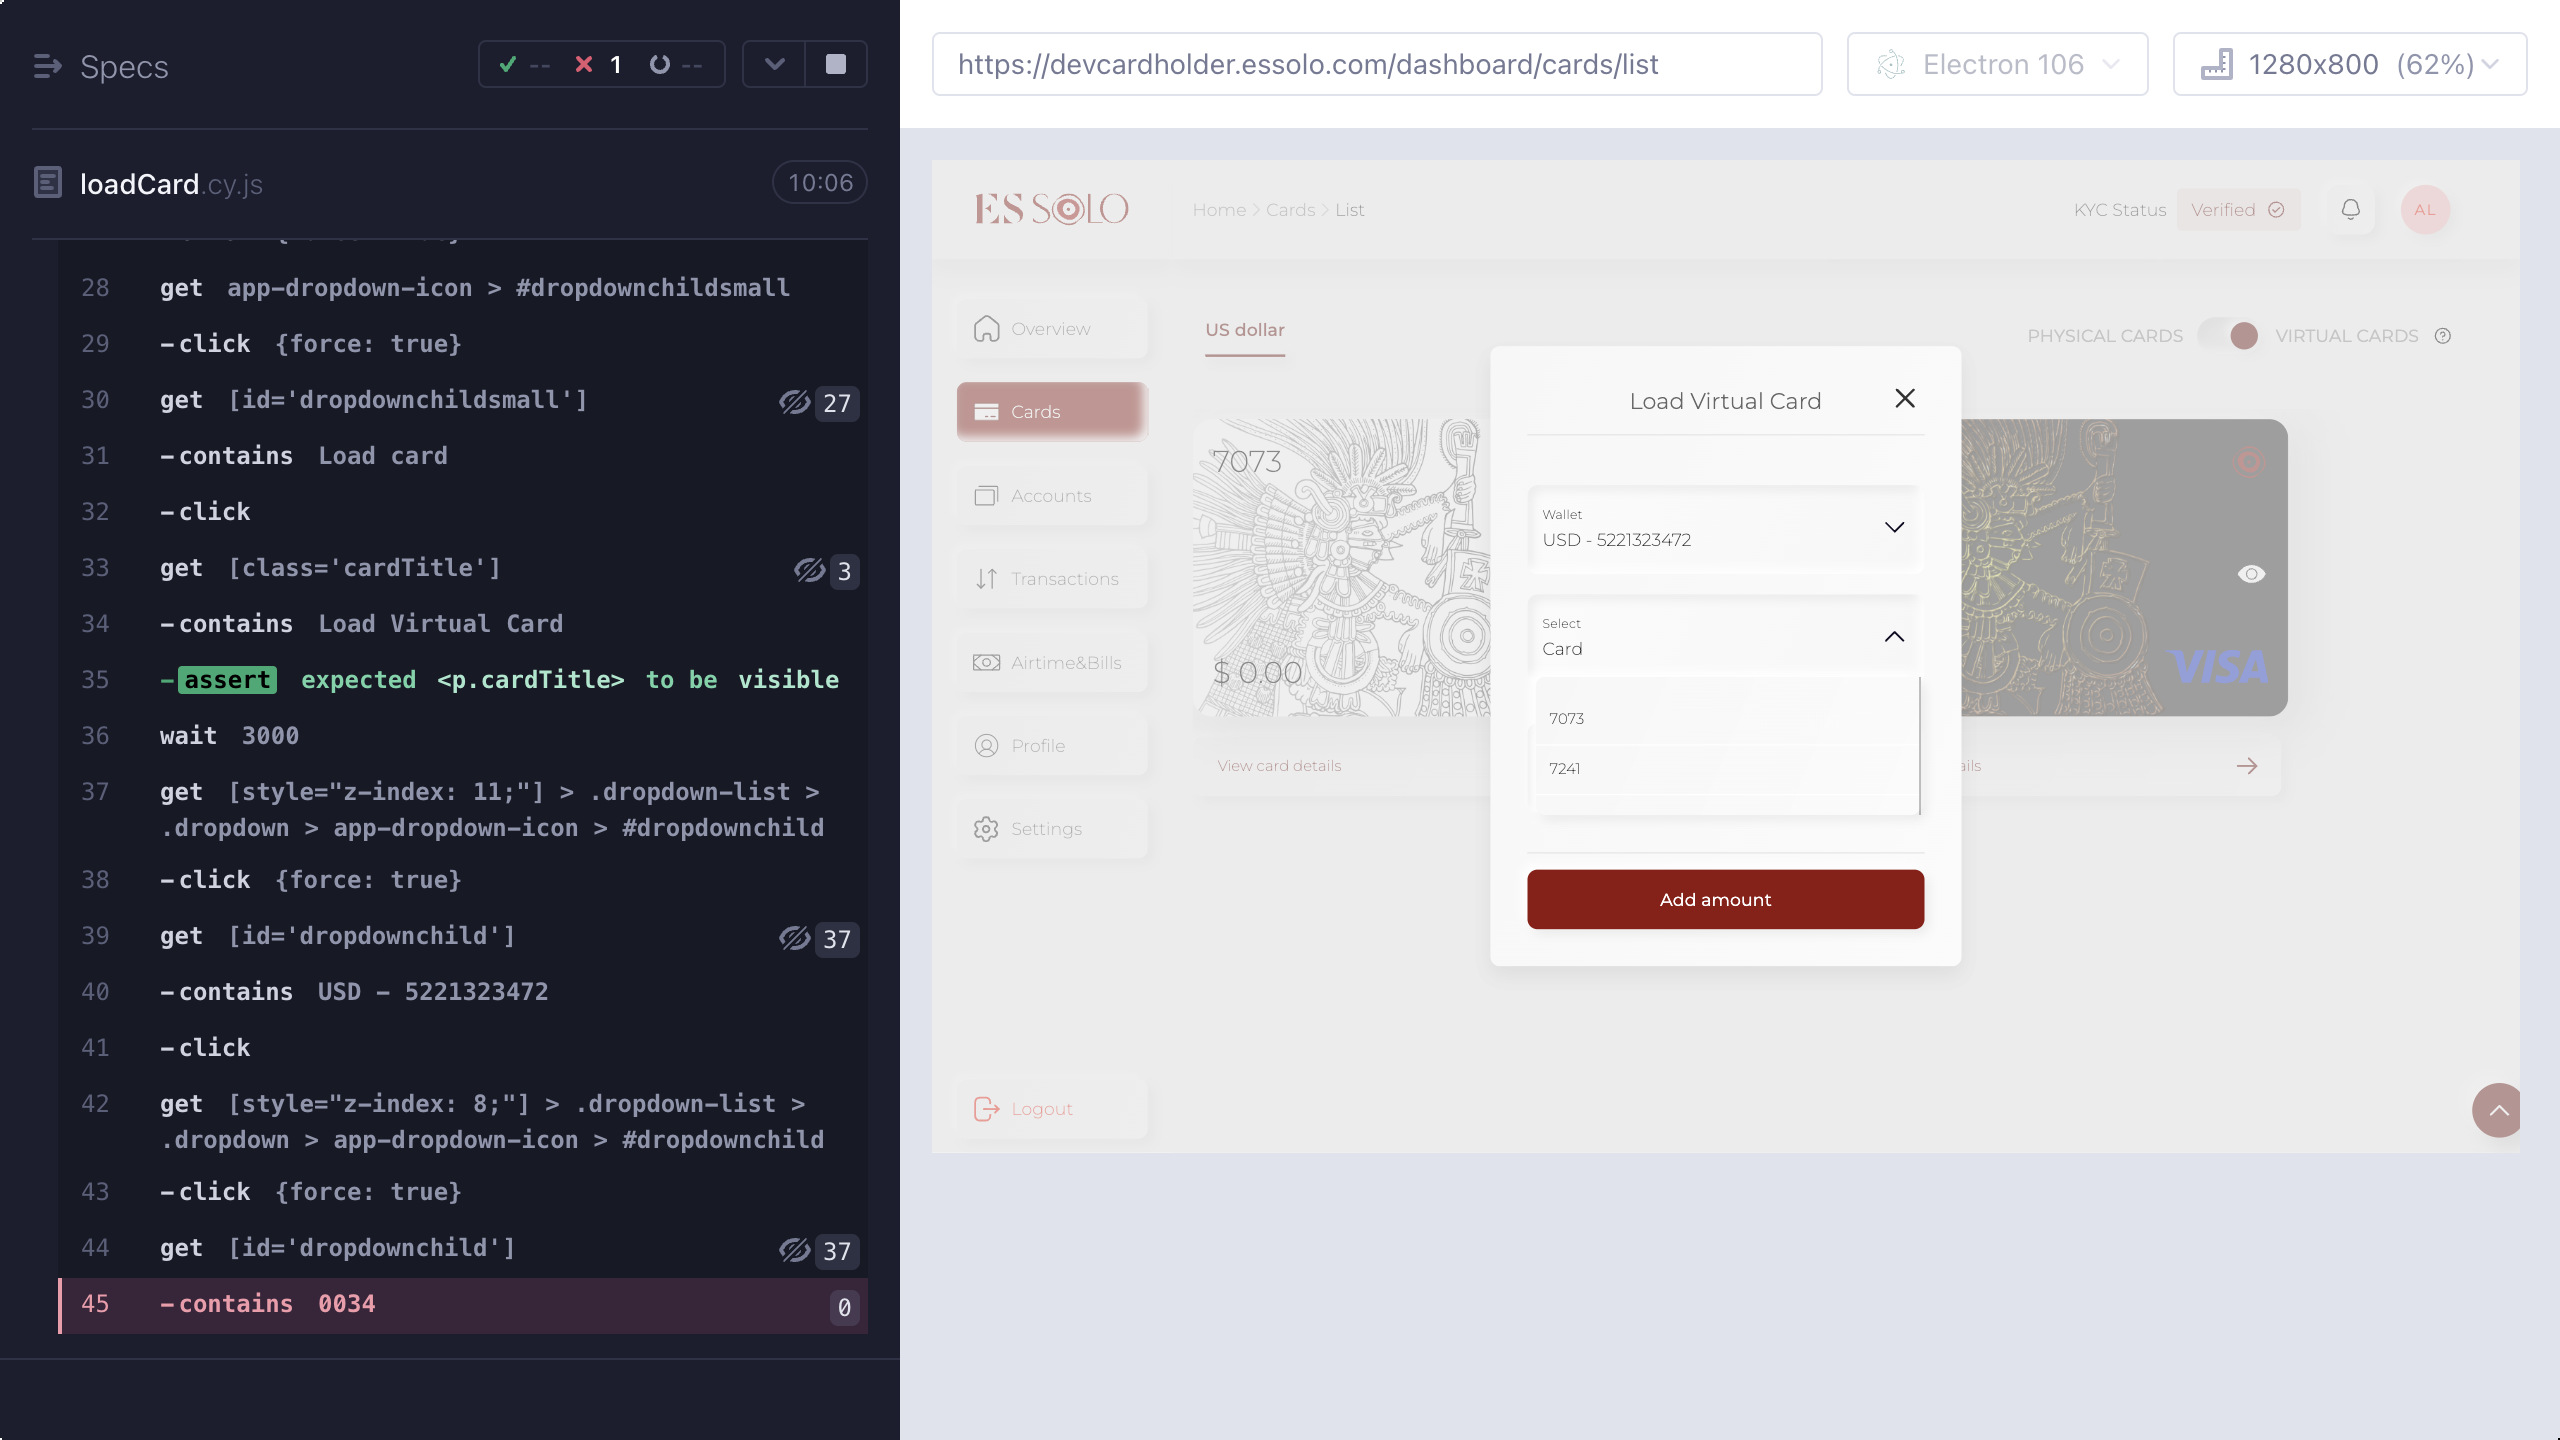 Specs
-- 1 --
loadCard.cy.js
10:06
28 get app-dropdown-icon > #dropdownchildsmall
29 -click {force: true}
30 get [id='dropdownchildsmall'] 27
31 -contains Load card
32 -click
33 get [class='cardTitle'] 3
34 -contains Load Virtual Card
35 -assert expected <p.cardTitle> to be visible
36 wait 3000
37 get [style="z-index: 11;"] > .dropdown-list >
.dropdown > app-dropdown-icon > #dropdownchild
38 -click {force: true}
39 get [id='dropdownchild'] 37
40 -contains USD - 5221323472
41 -click
42 get [style="z-index: 8;"] > .dropdown-list >
.dropdown > app-dropdown-icon > #dropdownchild
43 -click {force: true}
44 get [id='dropdownchild'] 37
45 -contains 0034 0
https://devcardholder.essolo.com/dashboard/cards/list
Electron 106
1280x800 (62%)
ES SOLO
Home > Cards > List
KYC Status
Verified
AL
Overview
Cards
Accounts
Transactions
Airtime&Bills
Profile
Settings
Logout
US dollar
PHYSICAL CARDS
VIRTUAL CARDS
7073
$ 0.00
View card details
VISA
ails
Load Virtual Card
Wallet
USD - 5221323472
Select
Card
7073
7241
Add amount